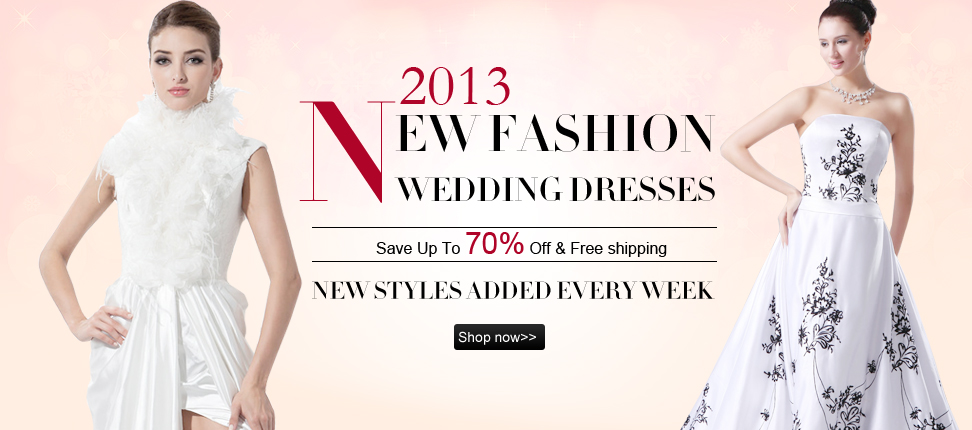 2013
NEW FASHION
WEDDING DRESSES
Save Up To 70% Off & Free shipping
NEW STYLES ADDED EVERY WEEK
Shop now>>